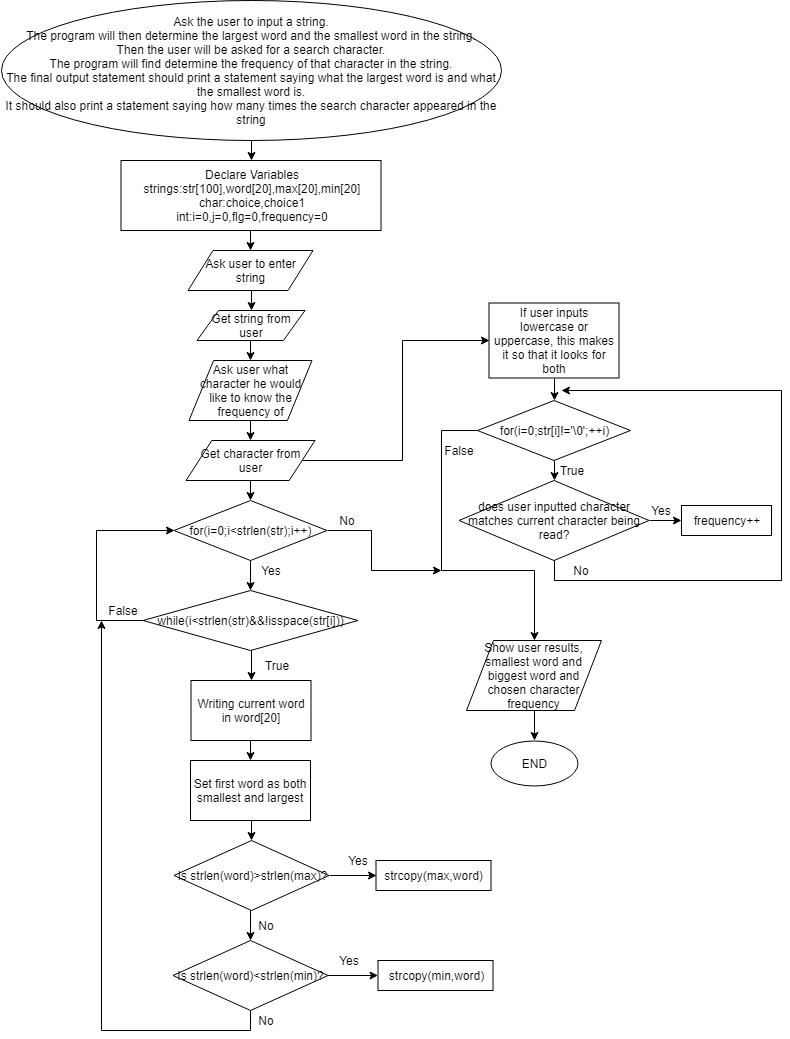 Ask the user to input a string.
The program will then determine the largest word and the smallest word in the string.
Then the user will be asked for a search character.
The program will find determine the frequency of that character in the string.
The final output statement should print a statement saying what the largest word is and what
the smallest word is.
It should also print a statement saying how many times the search character appeared in the
string
Declare Variables
strings:str[100],word[20],max[20],min[20]
char:choice,choice1
int:i=0,j=0,flg=0,frequency=0
Ask user to enter
string
Get string from
user
Ask user what
character he would
like to know the
frequency of
Get character from
user
If user inputs
lowercase or
uppercase, this makes
it so that it looks for
both
for(i=0;str[i]!='\0';++i)
False
True
does user inputted character
matches current character being
read?
Yes
frequency++
No
for(i=0;i<strlen(str);i++)
No
Yes
while(i<strlen(str)&&!isspace(str[i]))
False
True
Writing current word
in word[20]
Set first word as both
smallest and largest
Is strlen(word)>strlen(max)?
Yes
strcopy(max,word)
No
Is strlen(word)<strlen(min)?
Yes
strcopy(min,word)
No
Show user results,
smallest word and
biggest word and
chosen character
frequency
END